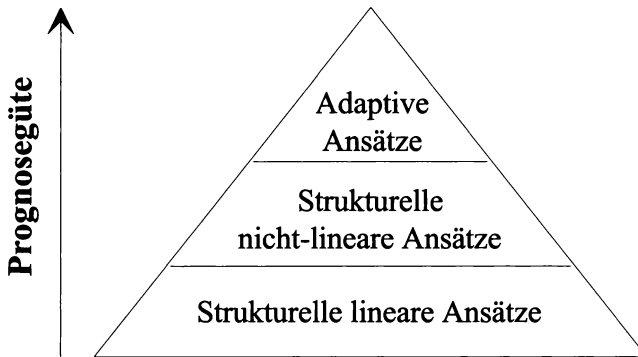 Prognosegüte
Adaptive
Ansätze
Strukturelle
nicht-lineare Ansätze
Strukturelle lineare Ansätze